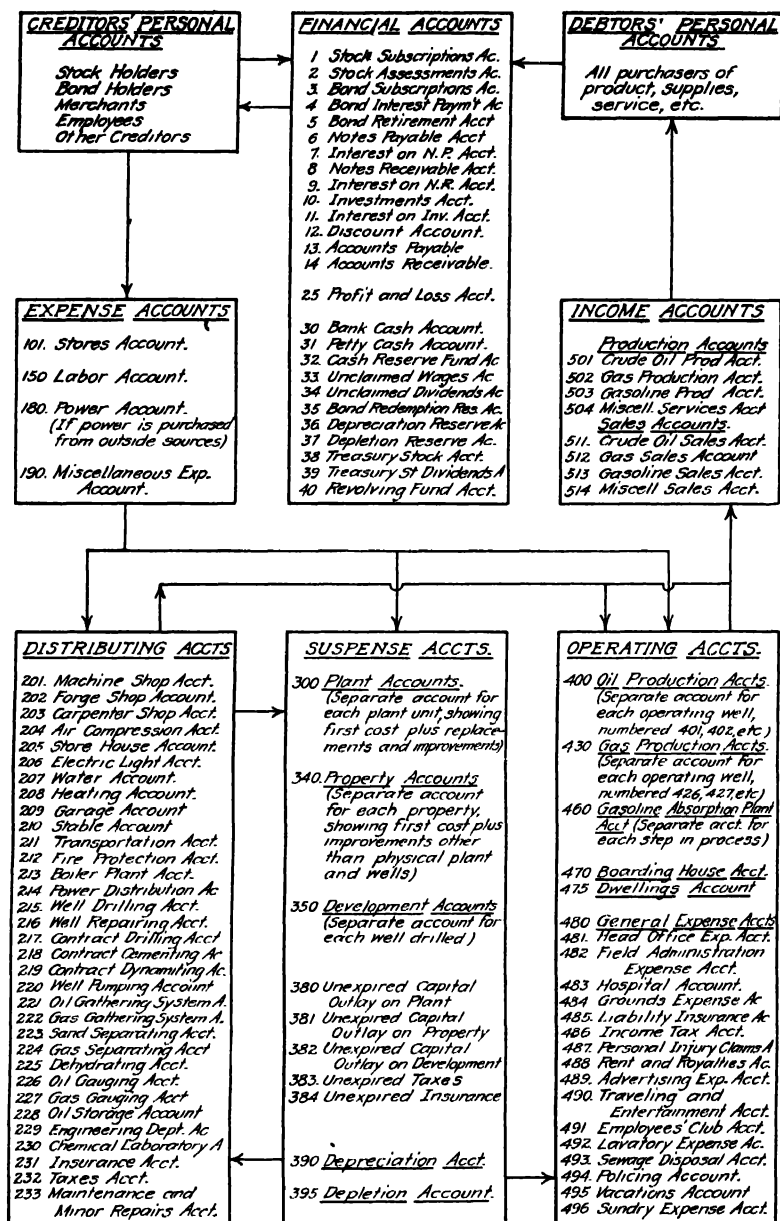 CREDITORS' PERSONAL
ACCOUNTS
Stock Holders
Bond Holders
Merchants
Employees
Other Creditors
FINANCIAL ACCOUNTS
1 Stock Subscriptions Ac.
2 Stock Assessments Ac.
3 Bond Subscriptions Ac.
4 Bond Interest Paym't Ac
5 Bond Retirement Acct
6 Notes Payable Acct
7. Interest on N.P. Acct.
8 Notes Receivable Acct.
9. Interest on N.R. Acct.
10. Investments Acct.
11. Interest on Inv. Acct.
12. Discount Account.
13. Accounts Payable
14 Accounts Receivable.
25 Profit and Loss Acct.
30 Bank Cash Account.
31 Petty Cash Account.
32 Cash Reserve Fund Ac
33 Unclaimed Wages Ac
34 Unclaimed Dividends Ac
35 Bond Redemption Res. Ac.
36 Depreciation Reserve Ac
37 Depletion Reserve Ac.
38 Treasury Stock Acct.
39 Treasury St Dividends A
40 Revolving Fund Acct.
DEBTORS' PERSONAL
ACCOUNTS
All purchasers of
product, supplies,
service, etc.
EXPENSE ACCOUNTS
101. Stores Account.
150 Labor Account.
180. Power Account.
(If power is purchased
from outside sources)
190. Miscellaneous Exp.
Account.
INCOME ACCOUNTS
Production Accounts
501 Crude Oil Prod Acct.
502 Gas Production Acct.
503 Gasoline Prod Acct.
504 Miscell. Services Acct
Sales Accounts.
511. Crude Oil Sales Acct.
512 Gas Sales Account
513 Gasoline Sales Acct.
514 Miscell Sales Acct.
DISTRIBUTING ACCTS
201. Machine Shop Acct.
202 Forge Shop Account.
203 Carpenter Shop Acct.
204 Air Compression Acct.
205 Store House Account.
206 Electric Light Acct.
207 Water Account.
208 Heating Account.
209 Garage Account
210 Stable Account
211 Transportation Acct.
212 Fire Protection Acct.
213 Boiler Plant Acct.
214 Power Distribution Ac
215. Well Drilling Acct.
216 Well Repairing Acct.
217. Contract Drilling Acct
218 Contract Cementing Ac
219 Contract Dynamiting Ac.
220 Well Pumping Account
221 Oil Gathering System A.
222 Gas Gathering System A.
223 Sand Separating Acct.
224 Gas Separating Acct
225 Dehydrating Acct.
226 Oil Gauging Acct.
227 Gas Gauging Acct
228 Oil Storage Account
229 Engineering Dept. Ac
230 Chemical Laboratory A
231 Insurance Acct.
232 Taxes Acct.
233 Maintenance and
Minor Repairs Acct.
SUSPENSE ACCTS.
300 Plant Accounts.
(Separate account for
each plant unit, showing
first cost plus replace-
ments and improvements)
340. Property Accounts
(Separate account
for each property,
showing first cost plus
improvements other
than physical plant
and wells)
350 Development Accounts
(Separate account for
each well drilled)
380 Unexpired Capital
Outlay on Plant
381 Unexpired Capital
Outlay on Property
382 Unexpired Capital
Outlay on Development
383. Unexpired Taxes
384 Unexpired Insurance
390 Depreciation Acct.
395 Depletion Account.
OPERATING ACCTS.
400 Oil Production Accts.
(Separate account for
each operating well,
numbered 401, 402, etc)
430 Gas Production Accts.
(Separate account for
each operating well,
numbered 426, 427, etc)
460 Gasoline Absorption Plant
Acct (Separate acct. for
each step in process)
470 Boarding House Acct.
475 Dwellings Account
480 General Expense Accts
481. Head Office Exp. Acct.
482 Field Administration
Expense Acct.
483 Hospital Account.
484 Grounds Expense Ac
485. Liability Insurance Ac
486 Income Tax Acct.
487. Personal Injury Claims A
488 Rent and Royalties Ac.
489. Advertising Exp. Acct.
490. Traveling and
Entertainment Acct.
491 Employees' Club Acct.
492 Lavatory Expense Ac.
493. Sewage Disposal Acct.
494. Policing Account.
495 Vacations Account
496 Sundry Expense Acct.